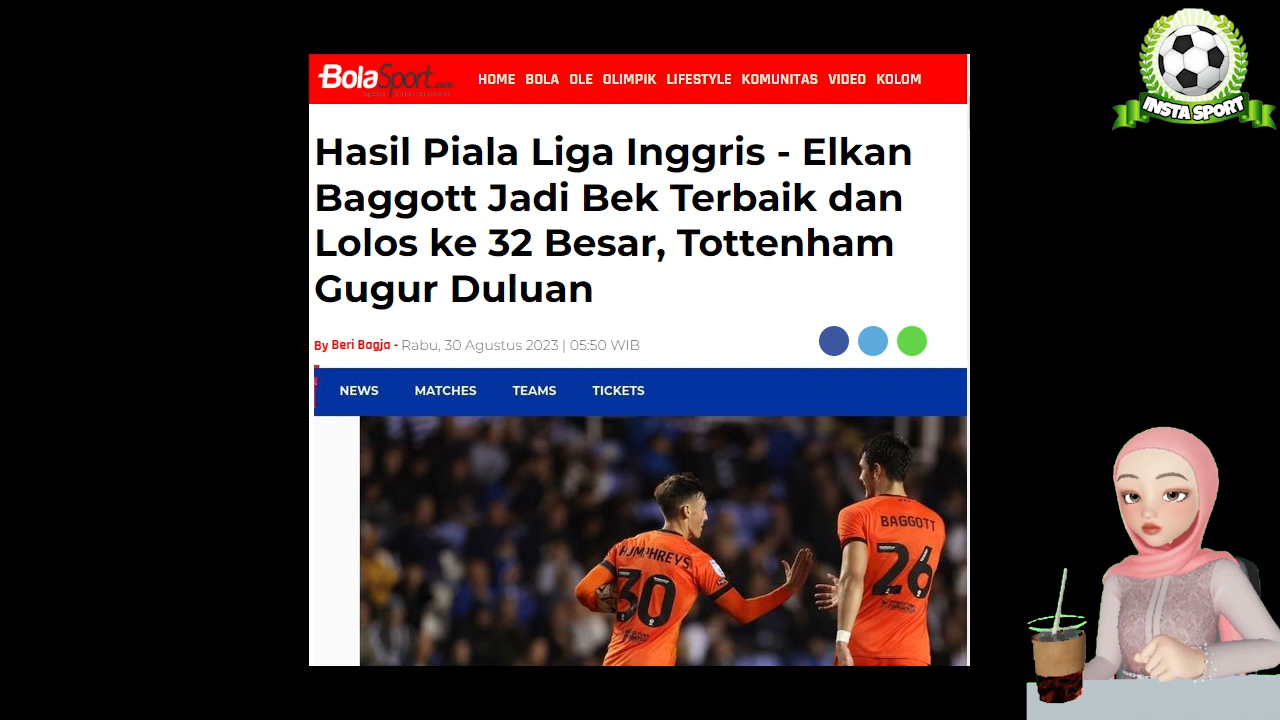 BolaSport.com
Sports Entertainment
HOME BOLA OLE OLIMPIK LIFESTYLE KOMUNITAS VIDEO KOLOM
INSTA SPORT
Hasil Piala Liga Inggris - Elkan
Baggott Jadi Bek Terbaik dan
Lolos ke 32 Besar, Tottenham
Gugur Duluan
By Beri Bagja - Rabu, 30 Agustus 2023 | 05:50 WIB
NEWS MATCHES TEAMS TICKETS
BAGGOTT
26
HUMPHREYS
30